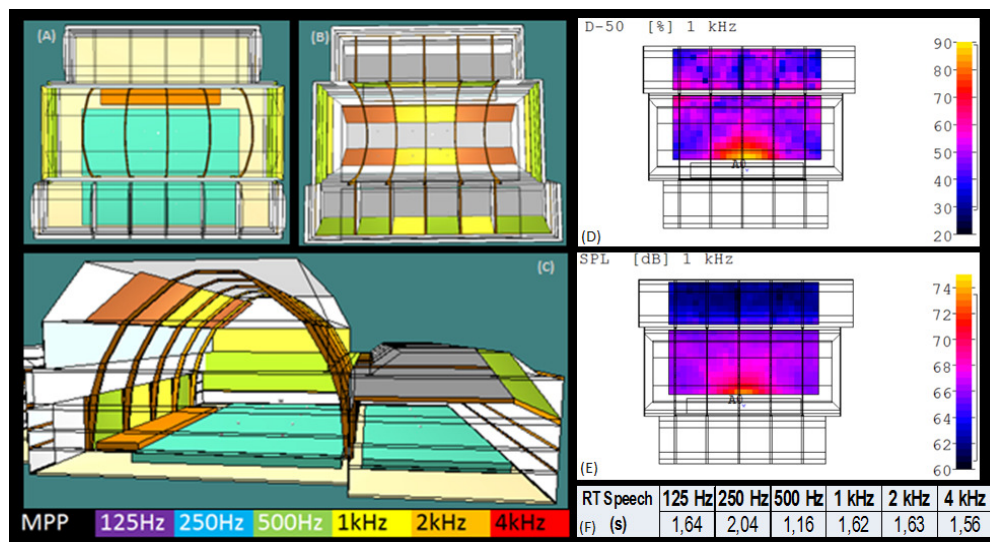 (A)
(B)
D-50 [%] 1 kHz
90
80
70
60
50
40
30
20
A0
(D)
(C)
SPL [dB] 1 kHz
74
72
70
68
66
64
62
60
A0
(E)
MPP 125Hz 250Hz 500Hz 1kHz 2kHz 4kHz
RT Speech 125 Hz 250 Hz 500 Hz 1 kHz 2 kHz 4 kHz
(F) (s) 1,64 2,04 1,16 1,62 1,63 1,56